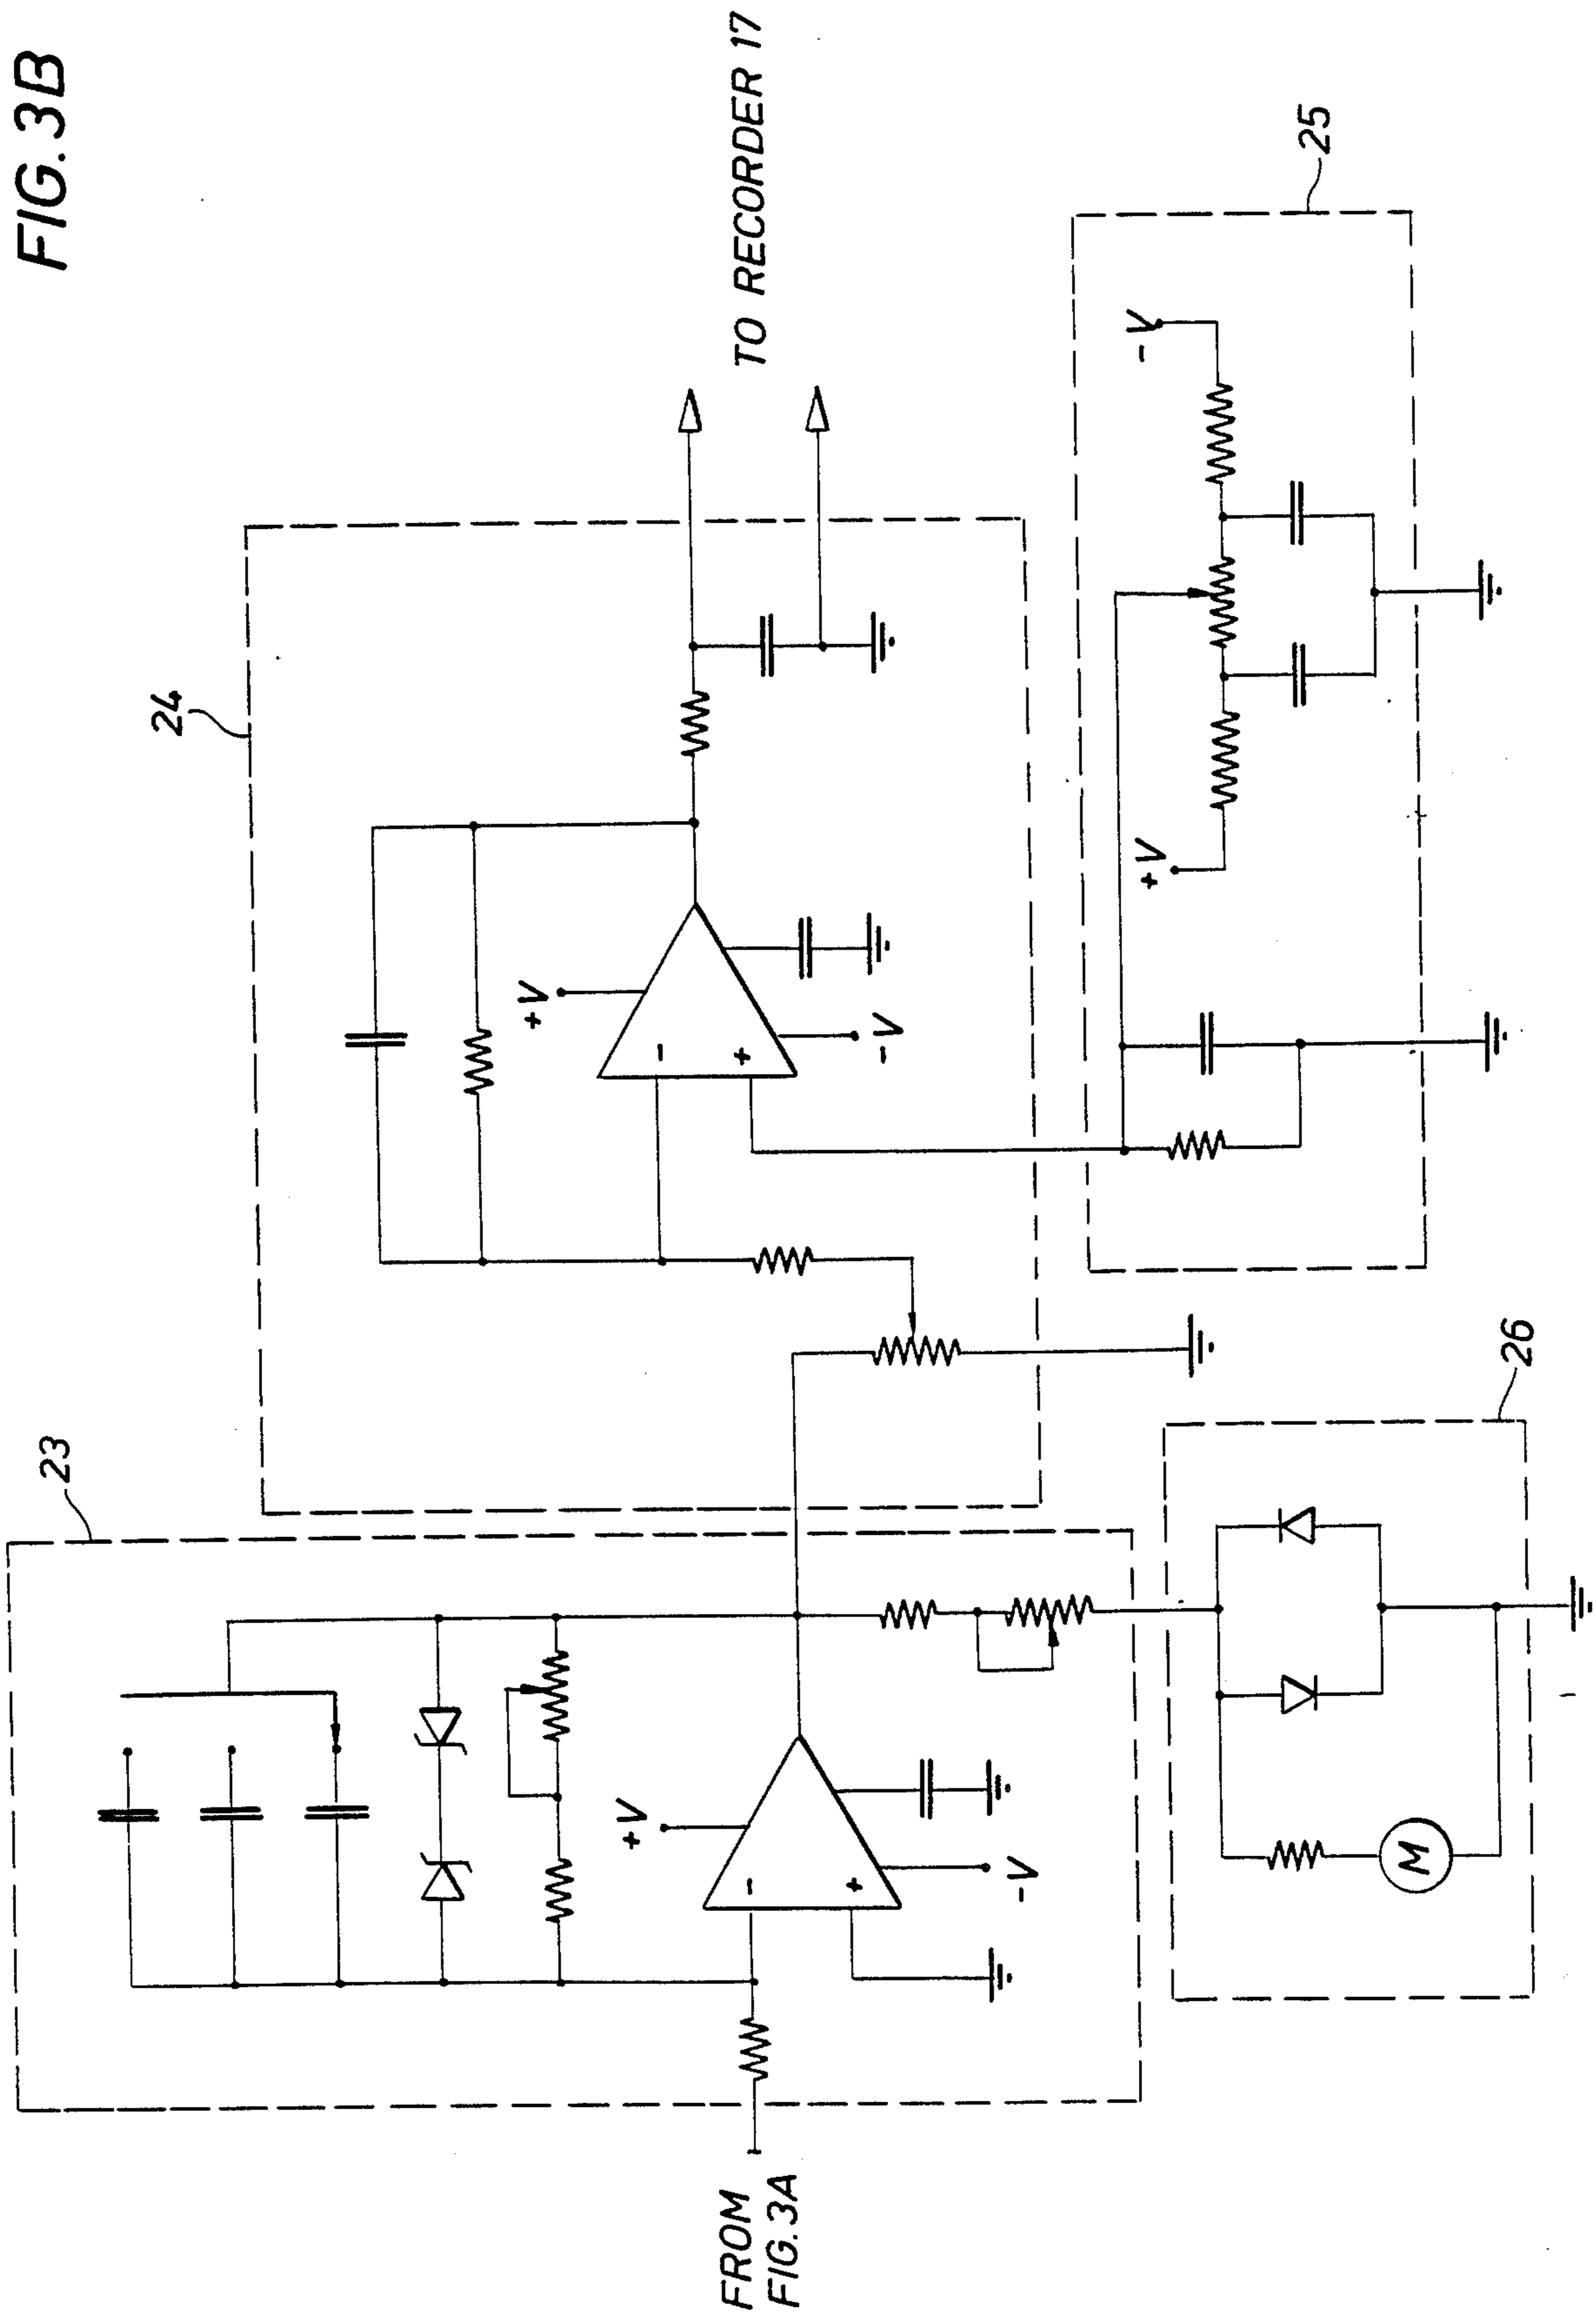 FIG. 3B
23
24
TO RECORDER 17
+V
-V
-
+
FROM
FIG. 3A
+V
-V
-
+
25
+V
-V
26
M